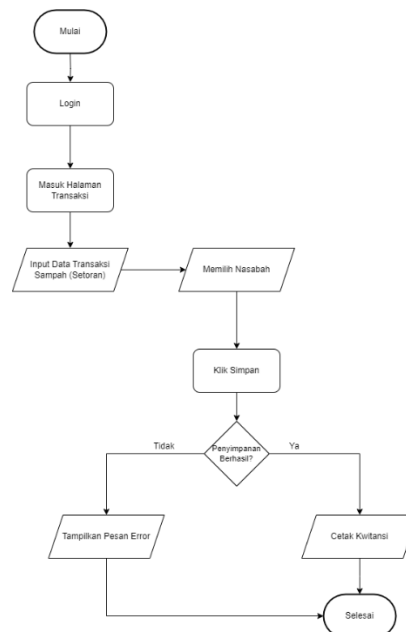 Mulai
Login
Masuk Halaman
Transaksi
Input Data Transaksi
Sampah (Setoran)
Memilih Nasabah
Klik Simpan
Penyimpanan
Berhasil?
Tidak
Ya
Tampilkan Pesan Error
Cetak Kwitansi
Selesai